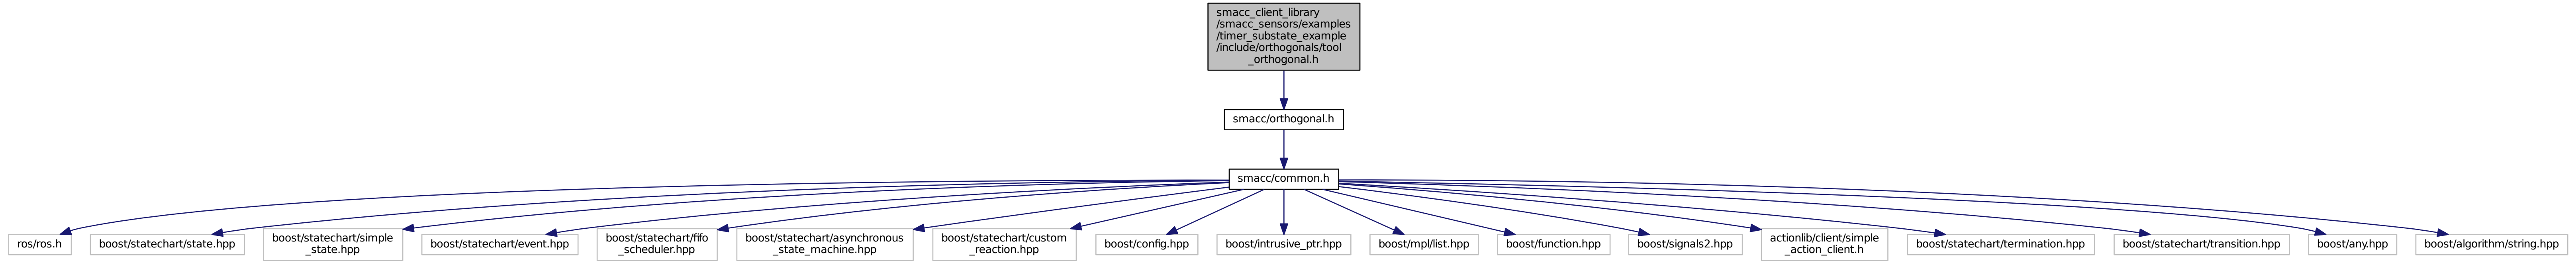 smacc_client_library
/smacc_sensors/examples
/timer_substate_example
/include/orthogonals/tool
_orthogonal.h
smacc/orthogonal.h
smacc/common.h
ros/ros.h
boost/statechart/state.hpp
boost/statechart/simple
_state.hpp
boost/statechart/event.hpp
boost/statechart/fifo
_scheduler.hpp
boost/statechart/asynchronous
_state_machine.hpp
boost/statechart/custom
_reaction.hpp
boost/config.hpp
boost/intrusive_ptr.hpp
boost/mpl/list.hpp
boost/function.hpp
boost/signals2.hpp
actionlib/client/simple
_action_client.h
boost/statechart/termination.hpp
boost/statechart/transition.hpp
boost/any.hpp
boost/algorithm/string.hpp